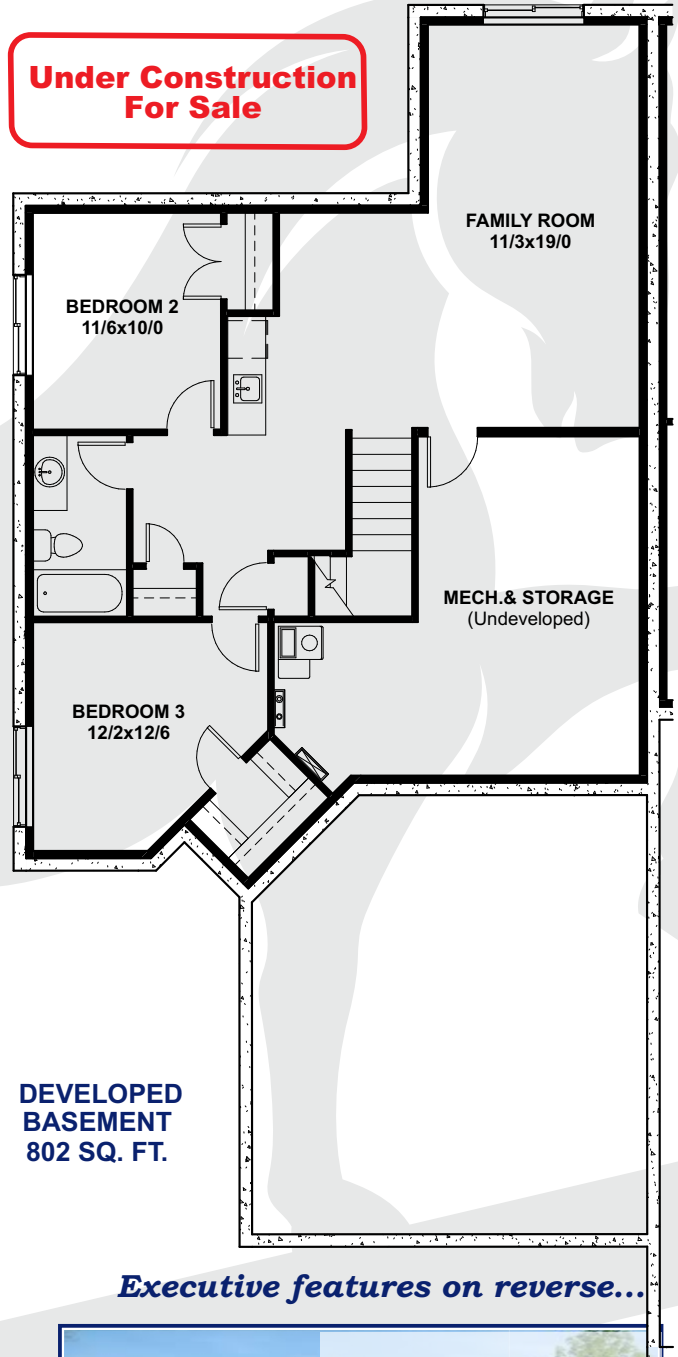 Under Construction
For Sale
FAMILY ROOM
11/3x19/0
BEDROOM 2
11/6x10/0
MECH.& STORAGE
(Undeveloped)
BEDROOM 3
12/2x12/6
DEVELOPED
BASEMENT
802 SQ. FT.
Executive features on reverse...